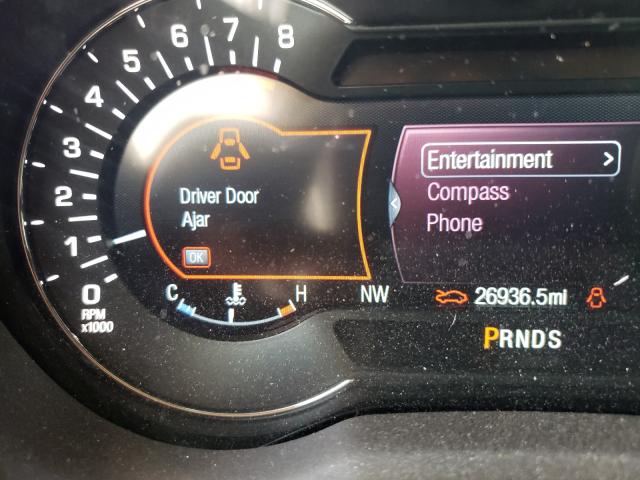 8
7
6
5
4
3
2
1
0
RPM
x1000
Driver Door
Ajar
OK
C
H
NW
Entertainment >
Compass
Phone
<
26936.5mi
PRNDS